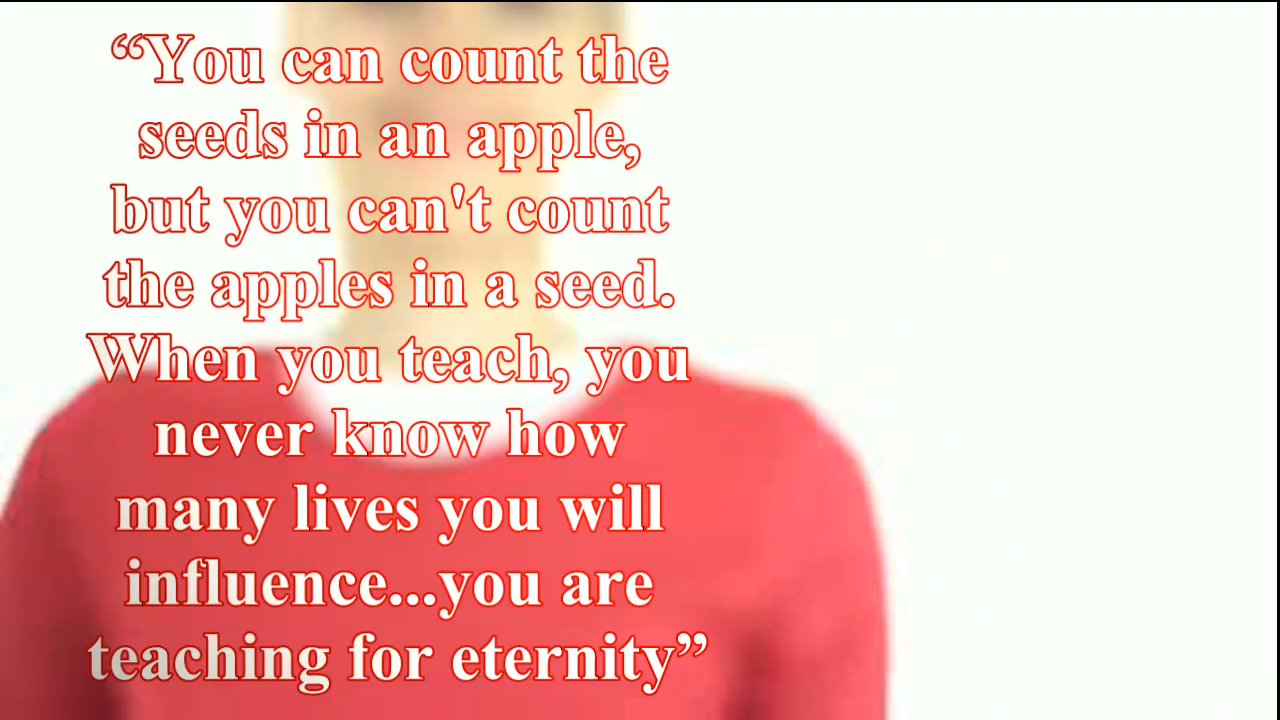 “You can count the
seeds in an apple,
but you can't count
the apples in a seed.
When you teach, you
never know how
many lives you will
influence...you are
teaching for eternity”